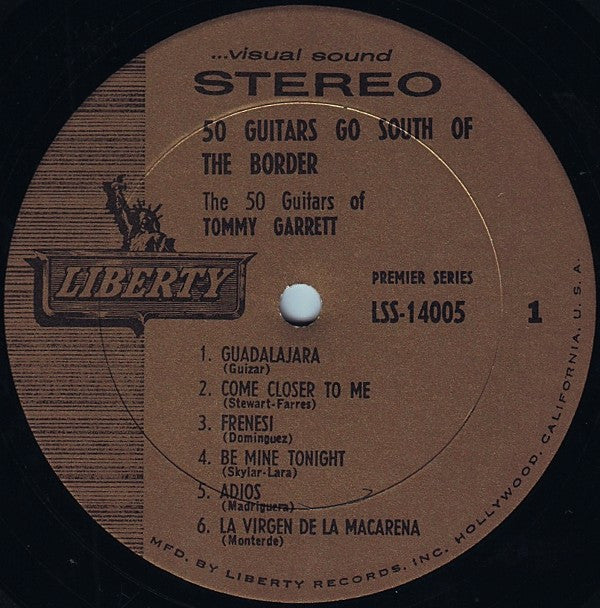 ...visual sound
STEREO
50 GUITARS GO SOUTH OF
THE BORDER
The 50 Guitars of
TOMMY GARRETT
LIBERTY
PREMIER SERIES
LSS-14005
1
1. GUADALAJARA
(Guizar)
2. COME CLOSER TO ME
(Stewart-Farres)
3. FRENESI
(Dominguez)
4. BE MINE TONIGHT
(Skylar-Lara)
5. ADIOS
(Madriguera)
6. LA VIRGEN DE LA MACARENA
(Monterde)
MFD. BY LIBERTY RECORDS, INC. HOLLYWOOD, CALIFORNIA, U.S.A.